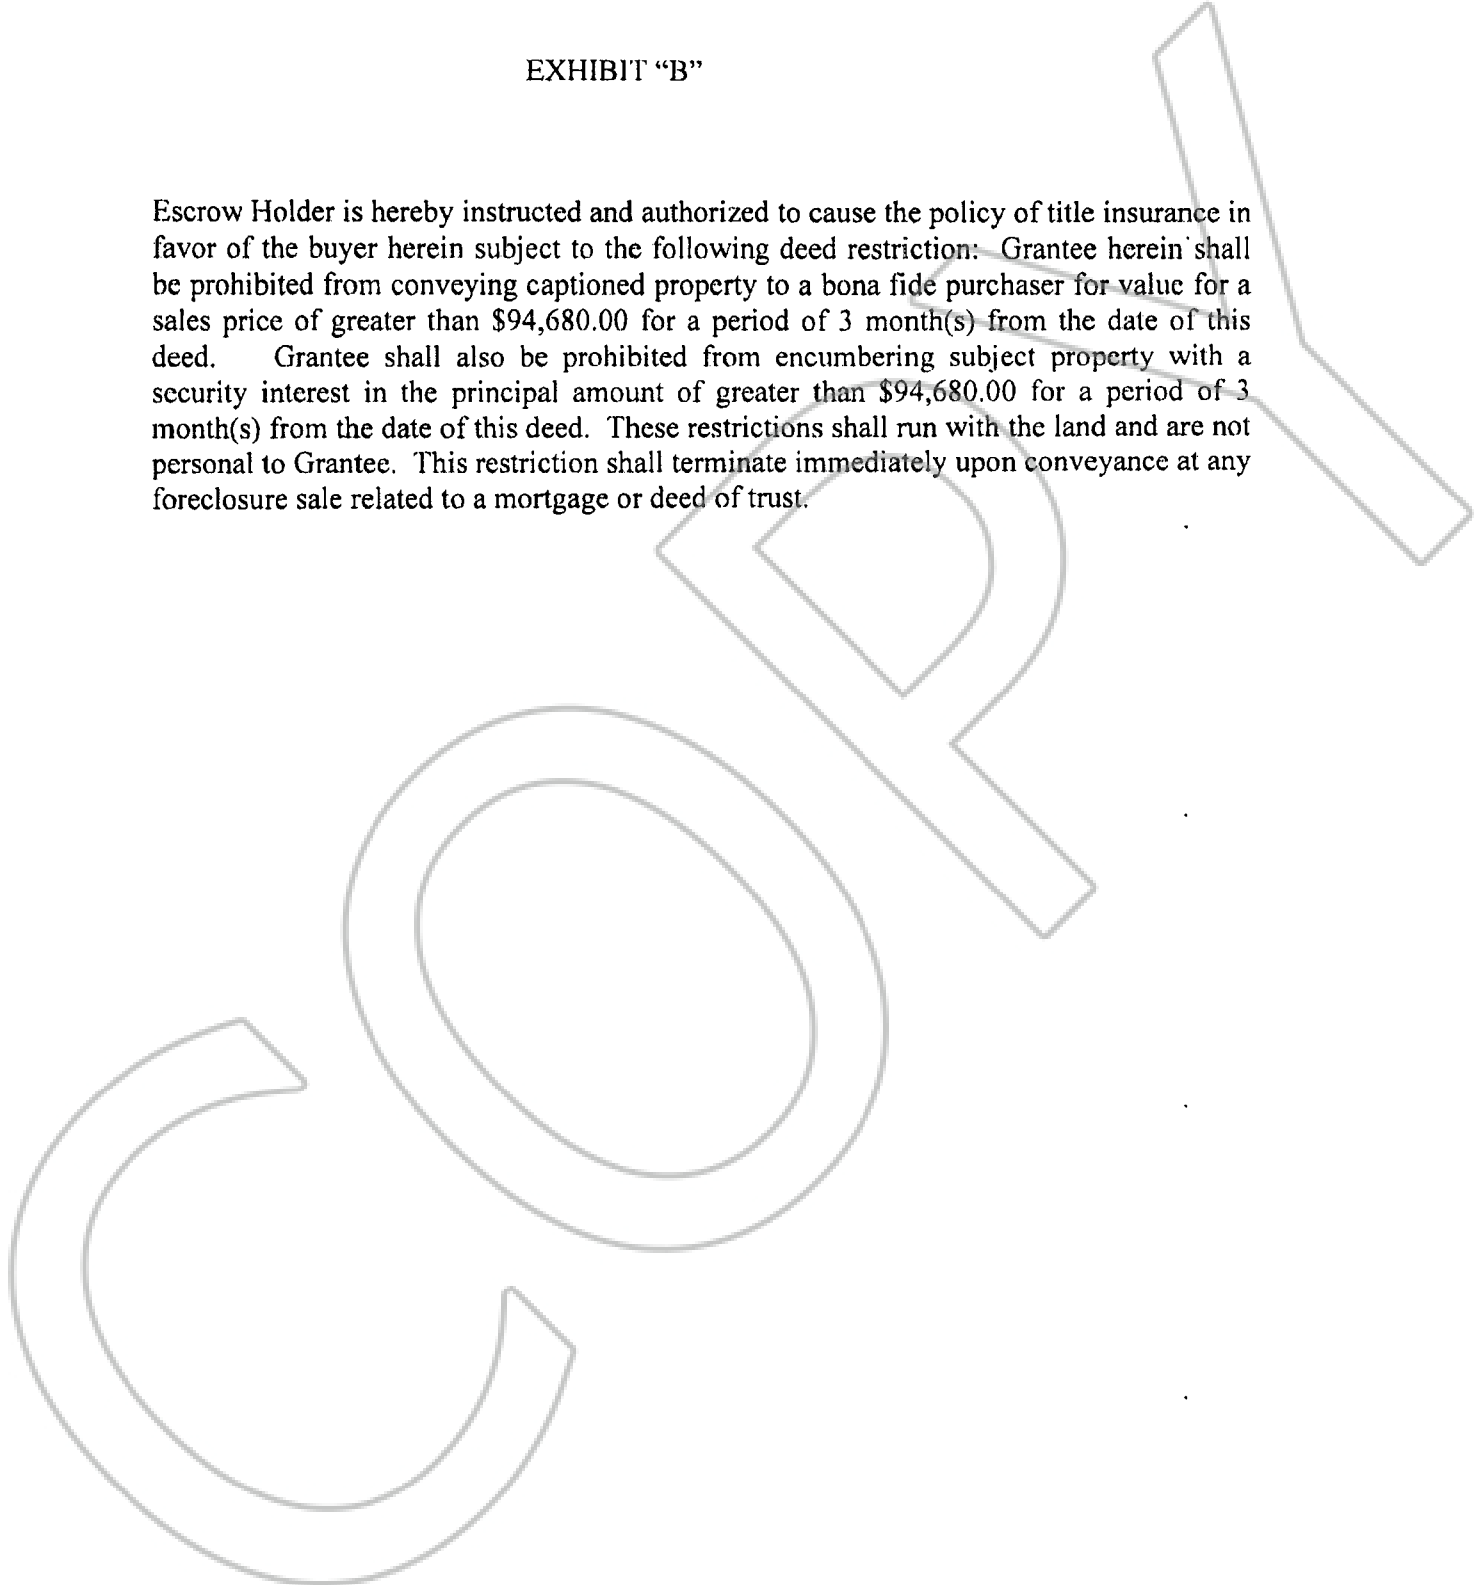 EXHIBIT “B”
Escrow Holder is hereby instructed and authorized to cause the policy of title insurance in
favor of the buyer herein subject to the following deed restriction: Grantee herein shall
be prohibited from conveying captioned property to a bona fide purchaser for value for a
sales price of greater than $94,680.00 for a period of 3 month(s) from the date of this
deed. Grantee shall also be prohibited from encumbering subject property with a
security interest in the principal amount of greater than $94,680.00 for a period of 3
month(s) from the date of this deed. These restrictions shall run with the land and are not
personal to Grantee. This restriction shall terminate immediately upon conveyance at any
foreclosure sale related to a mortgage or deed of trust.
COPY